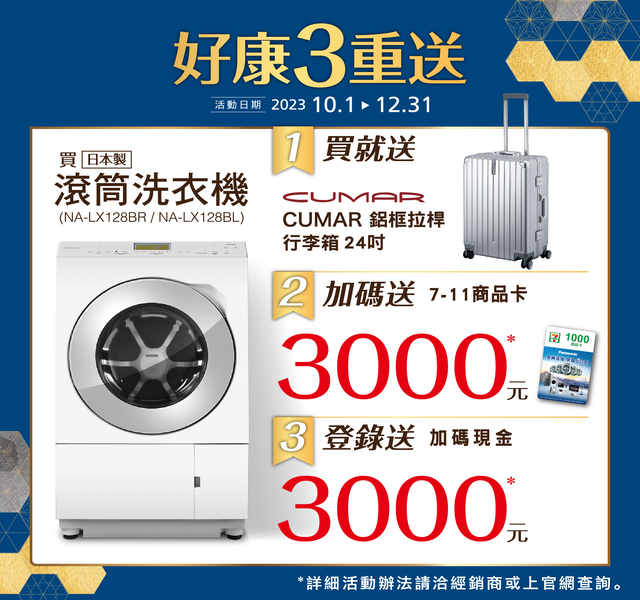 好康3重送
活動日期 2023 10.1 ▶ 12.31
買 日本製
滾筒洗衣機
(NA-LX128BR / NA-LX128BL)
1 買就送
CUMAR
CUMAR 鋁框拉桿
行李箱 24吋
2 加碼送 7-11商品卡
3000*元
7-ELEVEN
1000
Panasonic
3 登錄送 加碼現金
3000*元
*詳細活動辦法請洽經銷商或上官網查詢。